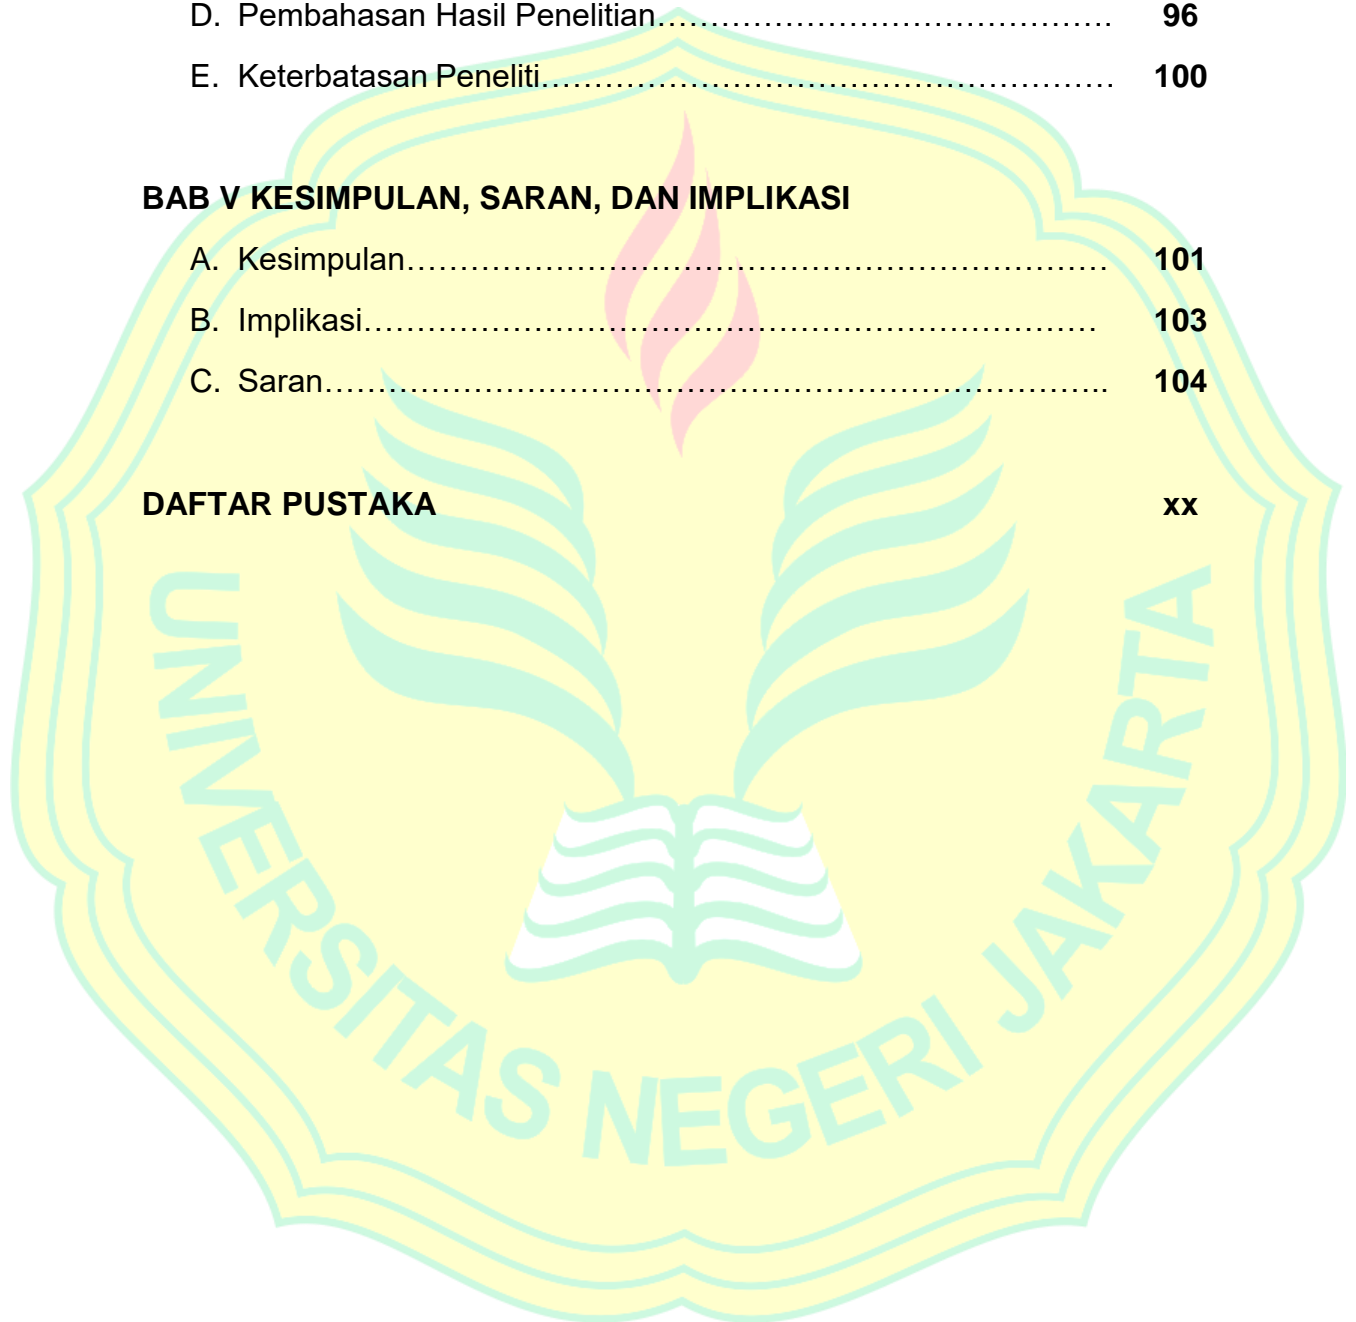 D. Pembahasan Hasil Penelitian…………………………………… 96
E. Keterbatasan Peneliti……………………………………………… 100
BAB V KESIMPULAN, SARAN, DAN IMPLIKASI
A. Kesimpulan………………………………………………………… 101
B. Implikasi…………………………………………………………… 103
C. Saran……………………………………………………………….. 104
DAFTAR PUSTAKA xx
UNIVERSITAS NEGERI JAKARTA